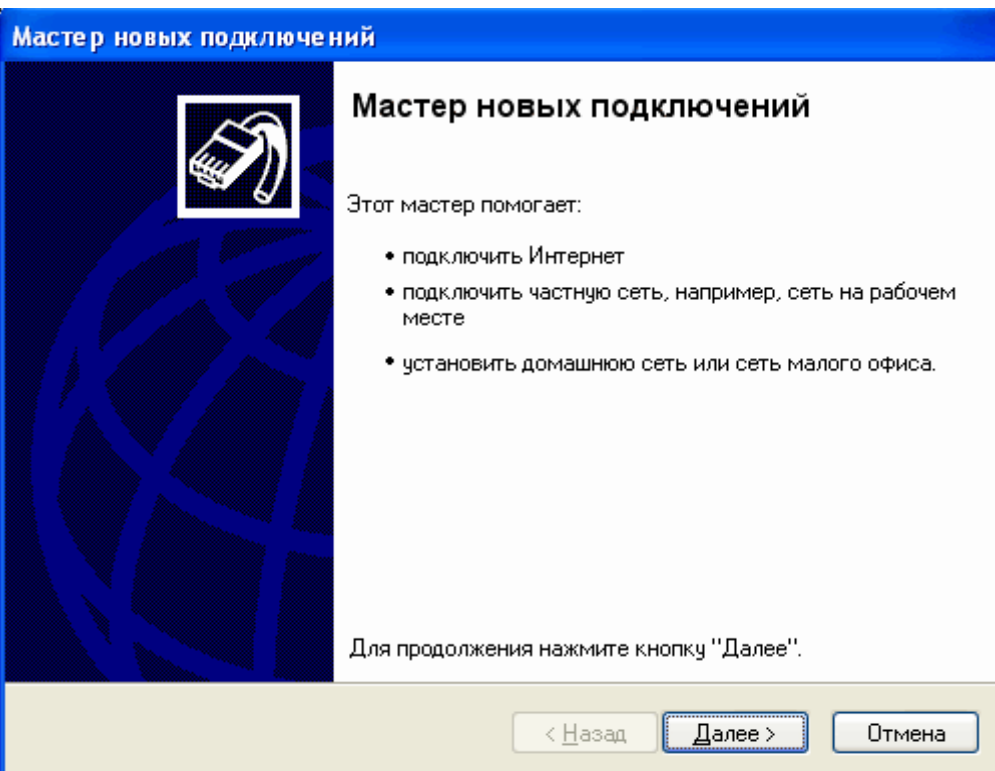 Мастер новых подключений
Мастер новых подключений
Этот мастер помогает:
• подключить Интернет
• подключить частную сеть, например, сеть на рабочем
месте
• установить домашнюю сеть или сеть малого офиса.
Для продолжения нажмите кнопку "Далее".
< Назад Далее > Отмена